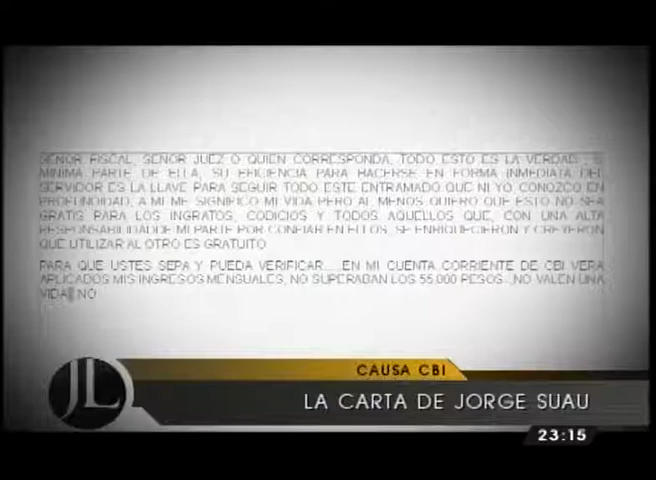 SEÑOR FISCAL, SEÑOR JUEZ O QUIEN CORRESPONDA, TODO ESTO ES LA VERDAD
MINIMA PARTE DE ELLA, SU EFICIENCIA PARA HACERSE EN FORMA INMEDIATA DEL
SERVIDOR ES LA LLAVE PARA SEGUIR TODO ESTE ENTRAMADO QUE NI YO, CONOZCO EN
PROFUNDIDAD, A MI ME SIGNIFICO MI VIDA PERO AL MENOS QUIERO QUE ESTO NO SEA
GRATIS PARA LOS INGRATOS, CODICIOS Y TODOS AQUELLOS QUE, CON UNA ALTA
RESPONSABILIDAD DE MI PARTE POR CONFIAR EN ELLOS, SE ENRIQUECIERON Y CREYERON
QUE UTILIZAR AL OTRO ES GRATUITO
PARA QUE USTES SEPA Y PUEDA VERIFICAR... EN MI CUENTA CORRIENTE DE CBI VERA
APLICADOS MIS INGRESOS MENSUALES, NO SUPERABAN LOS 55.000 PESOS...NO VALEN UNA
VIDA NO
CAUSA CBI
JL LA CARTA DE JORGE SUAU
23:15